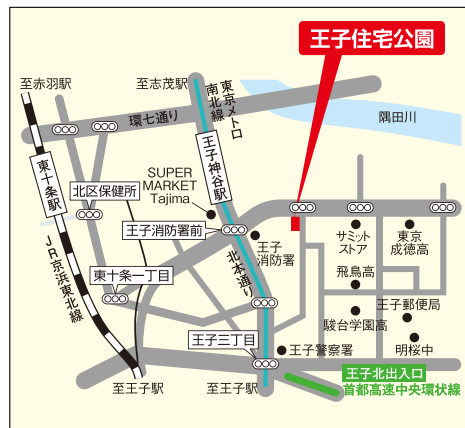 王子住宅公園
至赤羽駅
至志茂駅
東京メトロ
南北線
環七通り
隅田川
王子神谷駅
東十条駅
北区保健所
SUPER
MARKET
Tajima
王子消防署前
王子
消防署
サミット
ストア
東京
成徳高
JR京浜東北線
北本通り
東十条一丁目
飛鳥高
王子郵便局
駿台学園高
王子三丁目
王子警察署
明桜中
至王子駅
至王子駅
王子北出入口
首都高速中央環状線